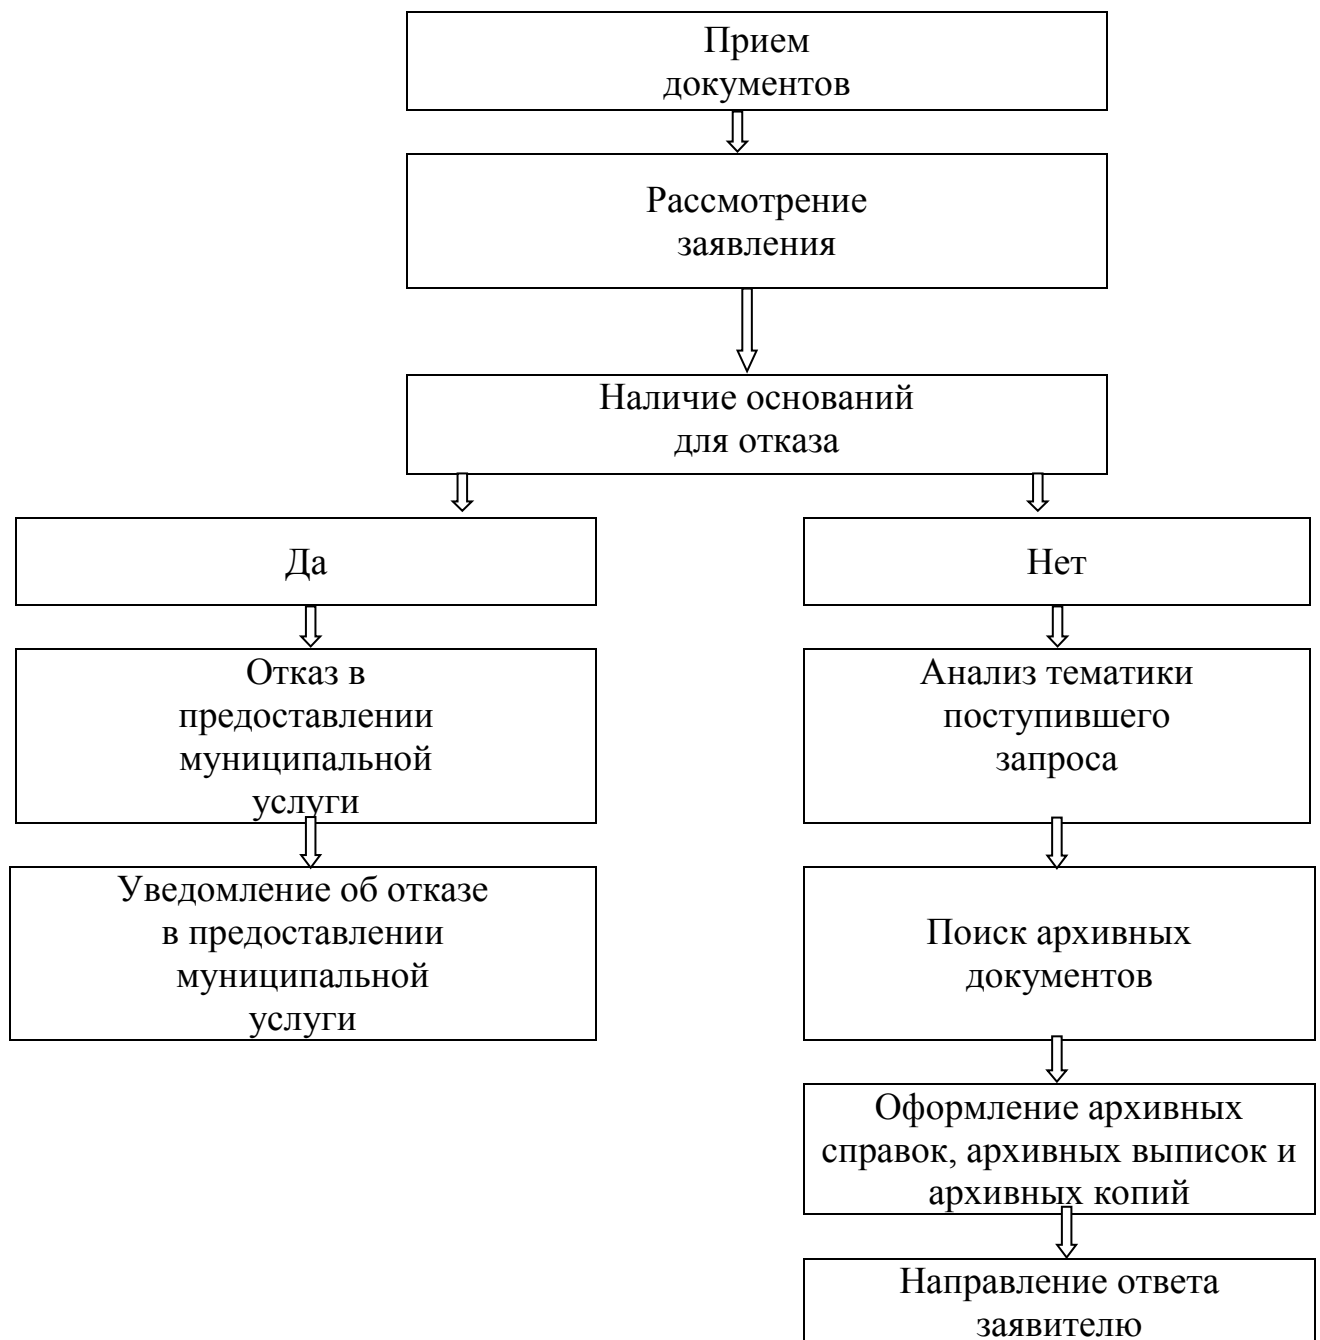 Прием
документов
Рассмотрение
заявления
Наличие оснований
для отказа
Да
Нет
Отказ в
предоставлении
муниципальной
услуги
Анализ тематики
поступившего
запроса
Уведомление об отказе
в предоставлении
муниципальной
услуги
Поиск архивных
документов
Оформление архивных
справок, архивных выписок и
архивных копий
Направление ответа
заявителю